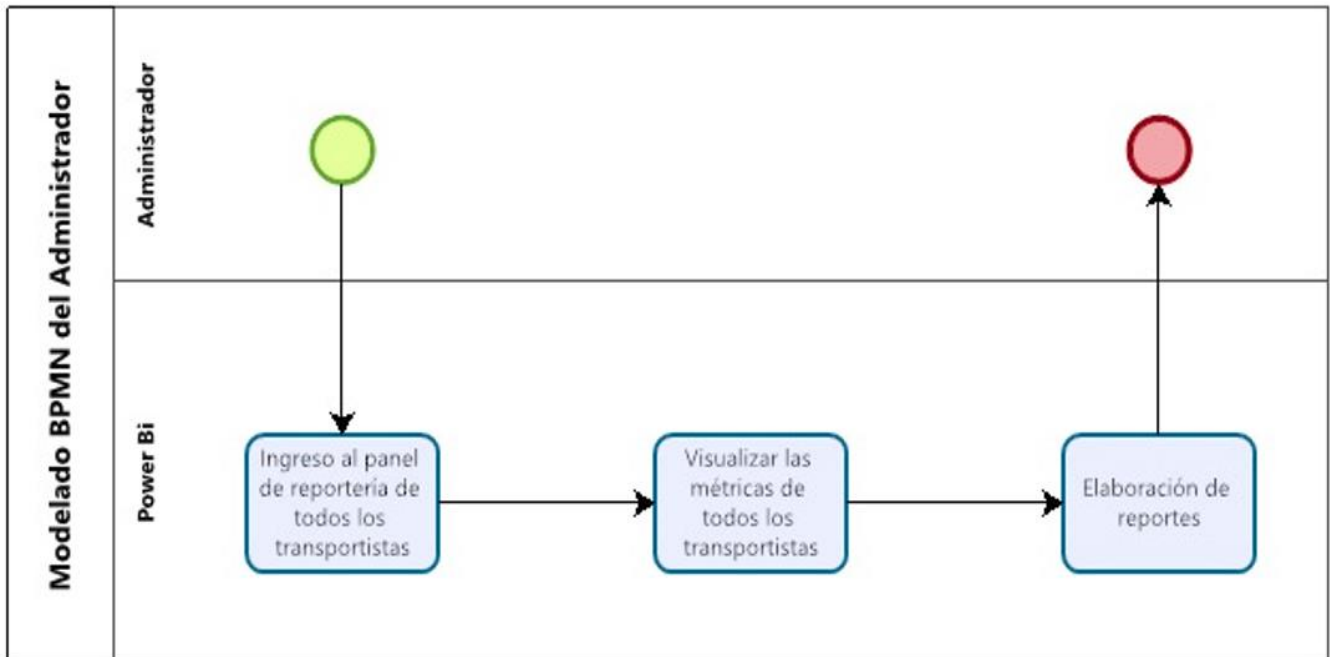 Modelado BPMN del Administrador
Administrador
Power Bi
Ingreso al panel
de reportería de
todos los
transportistas
Visualizar las
métricas de
todos los
transportistas
Elaboración de
reportes